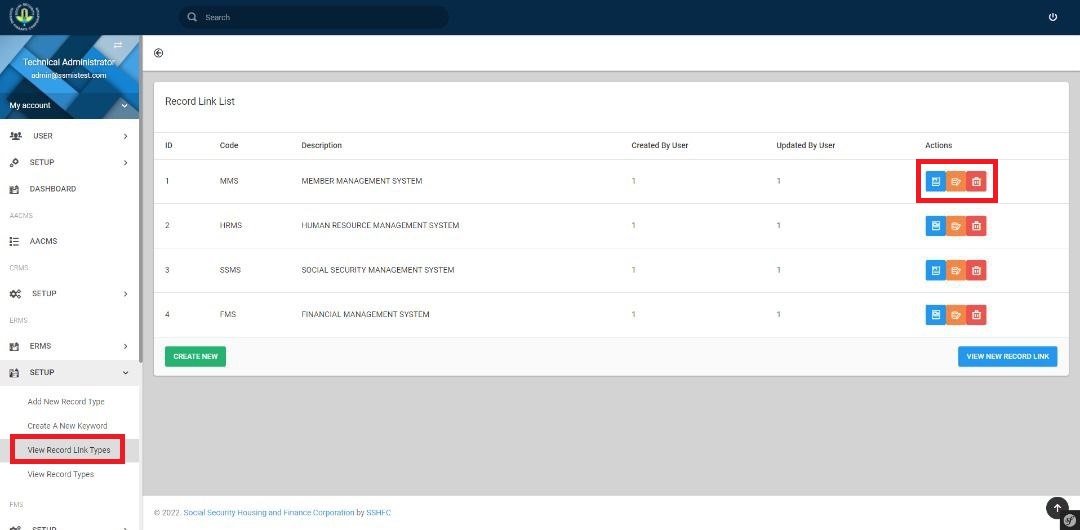 Search
Technical Administrator
admin@ssmistest.com
My account
USER
SETUP
DASHBOARD
AACMS
AACMS
CRMS
SETUP
ERMS
ERMS
SETUP
Add New Record Type
Create A New Keyword
View Record Link Types
View Record Types
FMS
SETUP
Record Link List
ID Code Description Created By User Updated By User Actions
1 MMS MEMBER MANAGEMENT SYSTEM 1 1
2 HRMS HUMAN RESOURCE MANAGEMENT SYSTEM 1 1
3 SSMS SOCIAL SECURITY MANAGEMENT SYSTEM 1 1
4 FMS FINANCIAL MANAGEMENT SYSTEM 1 1
CREATE NEW VIEW NEW RECORD LINK
© 2022. Social Security Housing and Finance Corporation by SSHFC